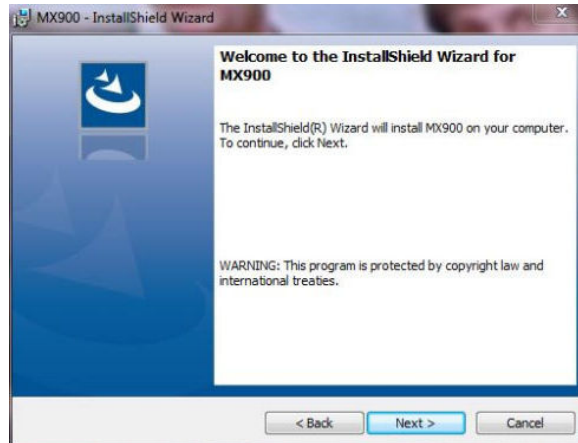 MX900 - InstallShield Wizard
Welcome to the InstallShield Wizard for
MX900
The InstallShield(R) Wizard will install MX900 on your computer.
To continue, click Next.
WARNING: This program is protected by copyright law and
international treaties.
< Back
Next >
Cancel